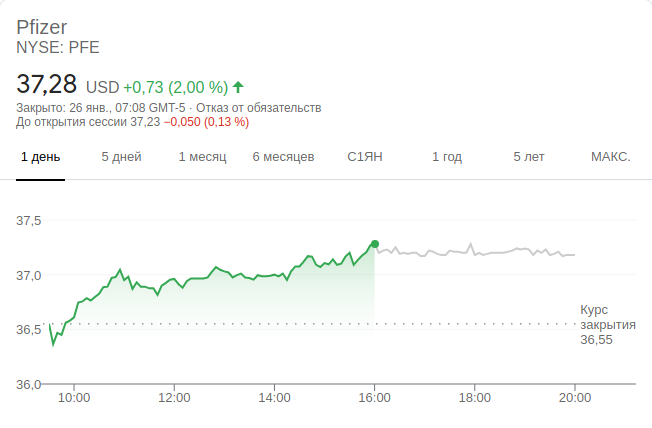 Pfizer
NYSE: PFE
37,28 USD +0,73 (2,00 %)
Закрыто: 26 янв., 07:08 GMT-5 · Отказ от обязательств
До открытия сессии 37,23 −0,050 (0,13 %)
1 день 5 дней 1 месяц 6 месяцев С1ЯН 1 год 5 лет МАКС.
37,5
37,0
36,5
36,0
Курс
закрытия
36,55
10:00 12:00 14:00 16:00 18:00 20:00